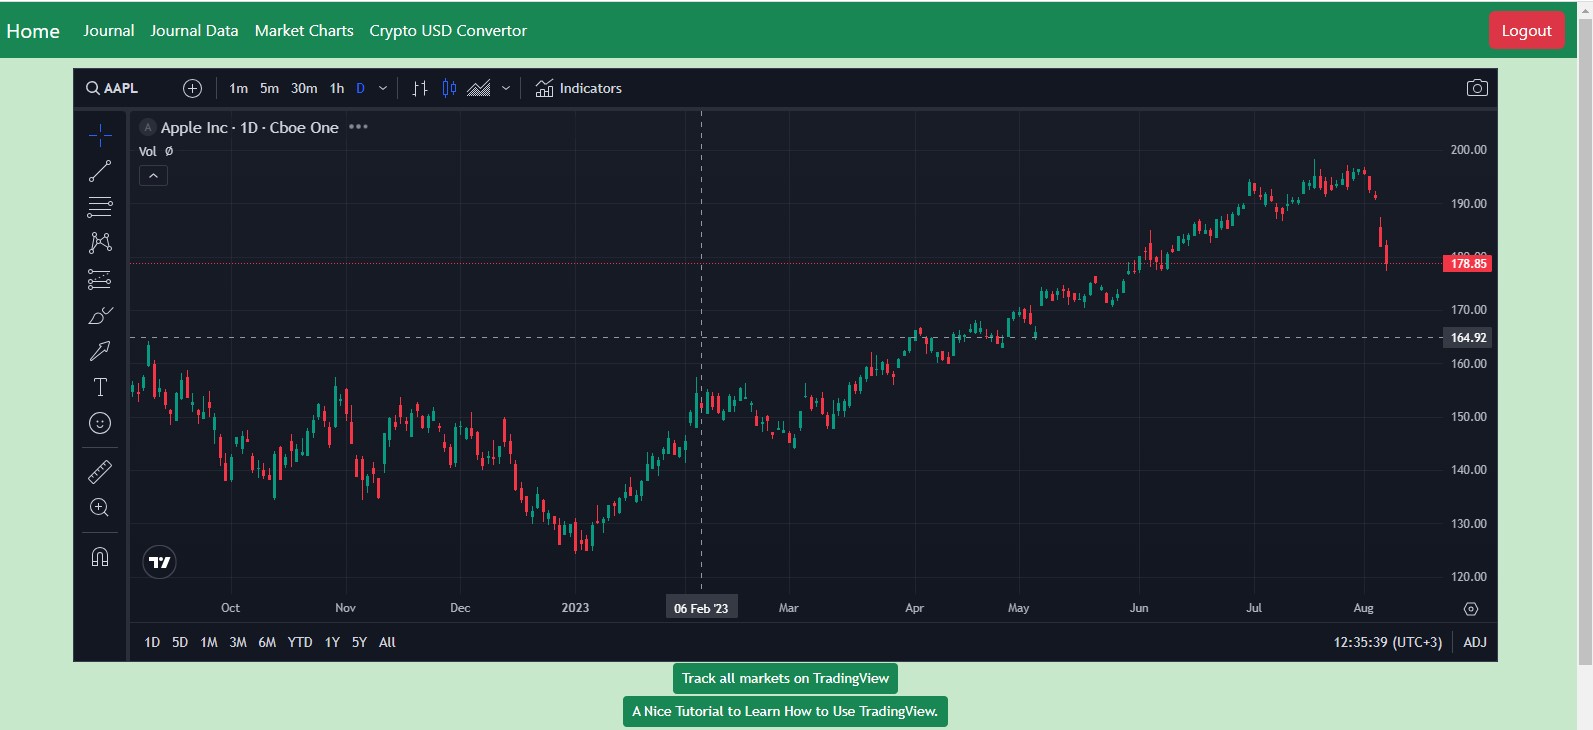 Home Journal Journal Data Market Charts Crypto USD Convertor Logout
AAPL 1m 5m 30m 1h D Indicators
A Apple Inc · 1D · Cboe One
Vol Ø
200.00
190.00
180.00
178.85
170.00
164.92
160.00
150.00
140.00
130.00
120.00
Oct Nov Dec 2023 06 Feb '23 Mar Apr May Jun Jul Aug
1D 5D 1M 3M 6M YTD 1Y 5Y All 12:35:39 (UTC+3) ADJ
Track all markets on TradingView
A Nice Tutorial to Learn How to Use TradingView.